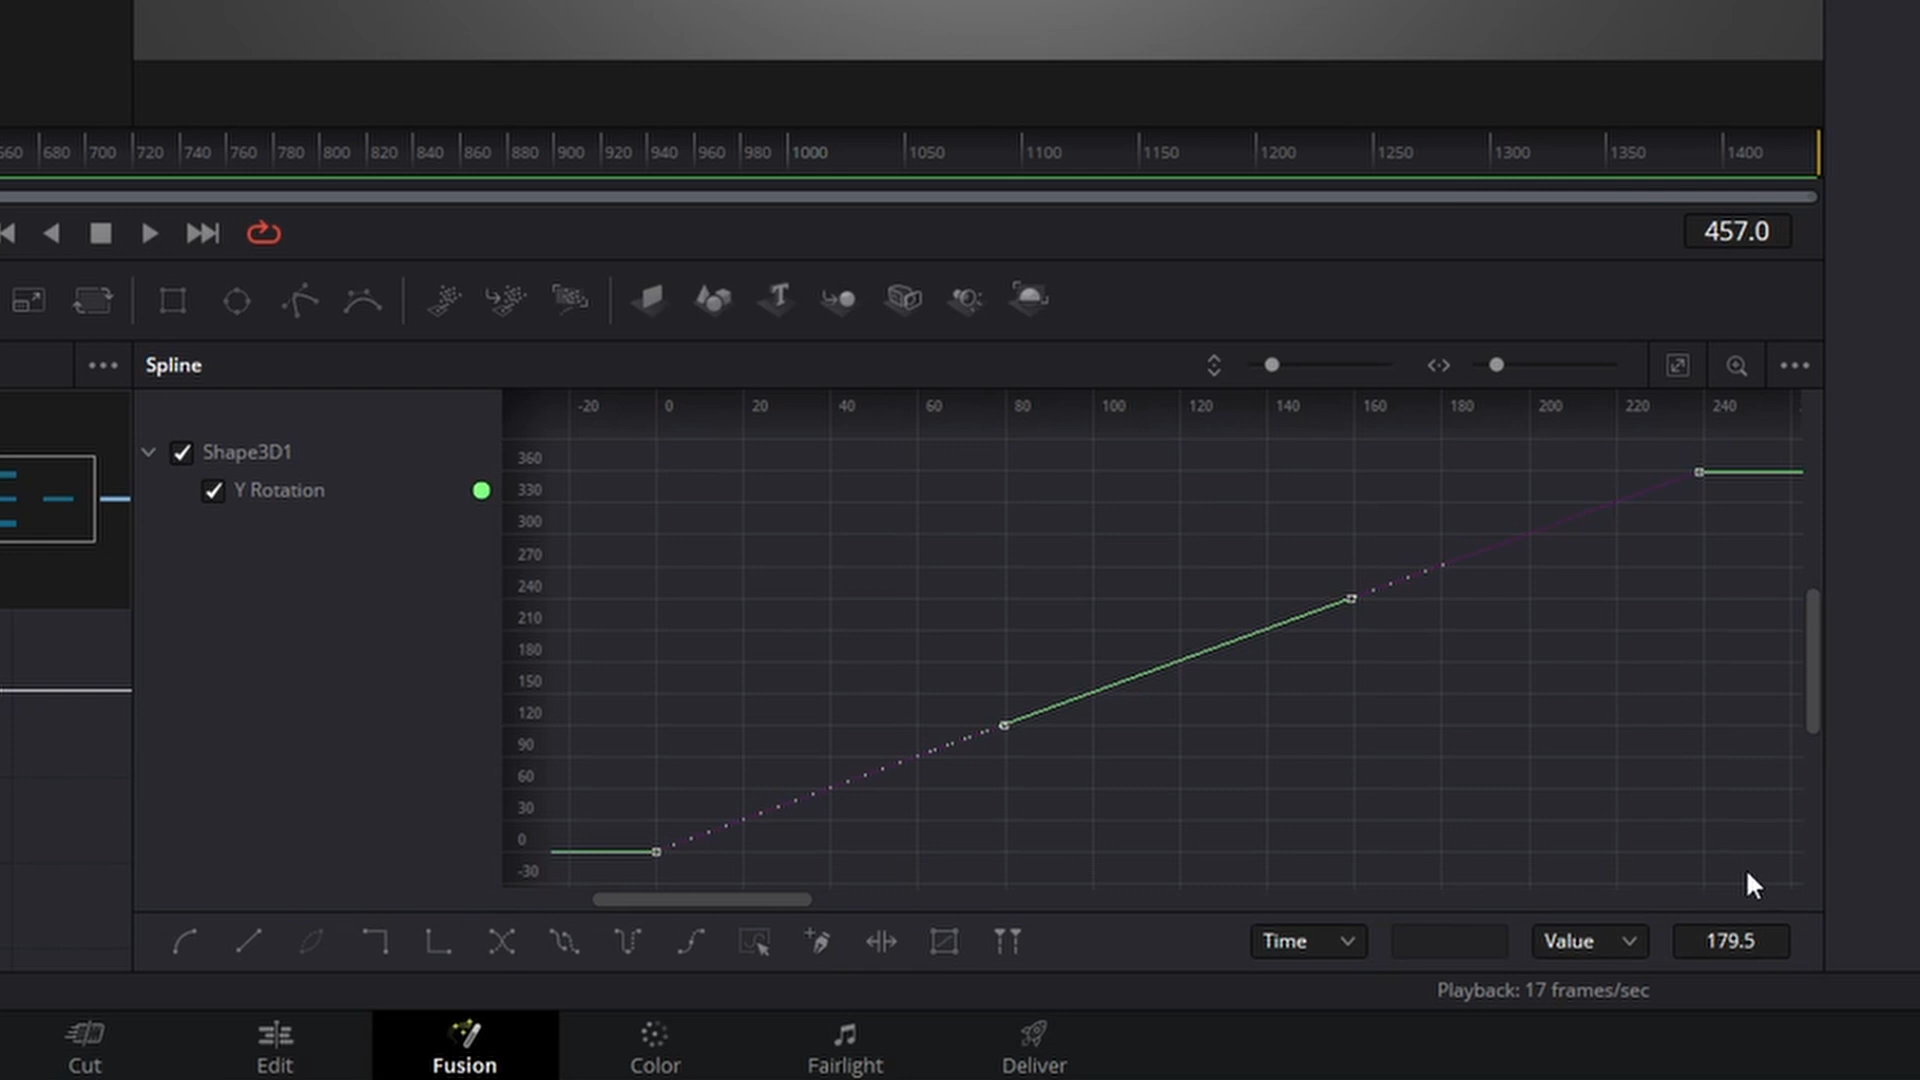 660 680 700 720 740 760 780 800 820 840 860 880 900 920 940 960 980 1000 1050 1100 1150 1200 1250 1300 1350 1400
457.0
Spline
-20 0 20 40 60 80 100 120 140 160 180 200 220 240
Shape3D1
Y Rotation
360
330
300
270
240
210
180
150
120
90
60
30
0
-30
Time Value 179.5
Playback: 17 frames/sec
Cut Edit Fusion Color Fairlight Deliver